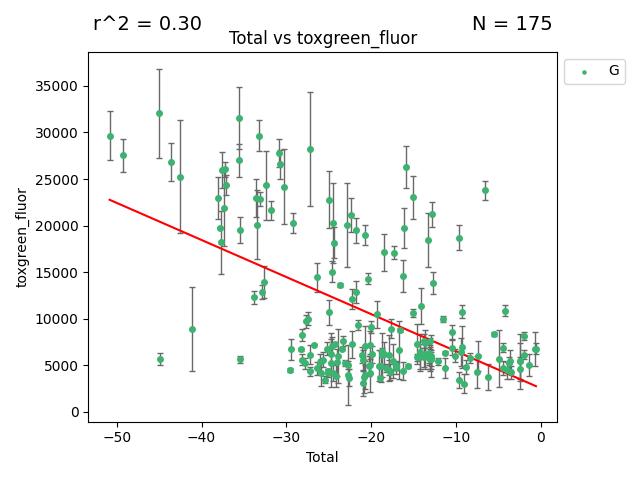 r^2 = 0.30
N = 175
Total vs toxgreen_fluor
G
35000
30000
25000
20000
15000
10000
5000
0
toxgreen_fluor
−50
−40
−30
−20
−10
0
Total